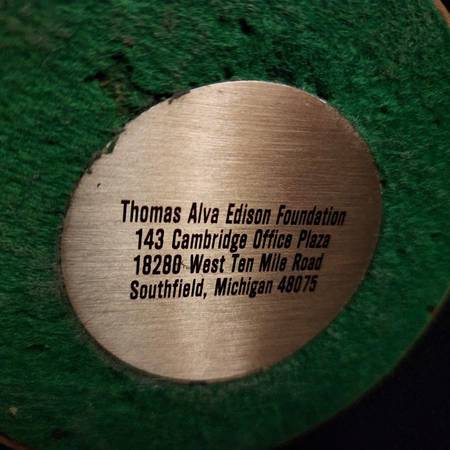 Thomas Alva Edison Foundation
143 Cambridge Office Plaza
18280 West Ten Mile Road
Southfield, Michigan 48075